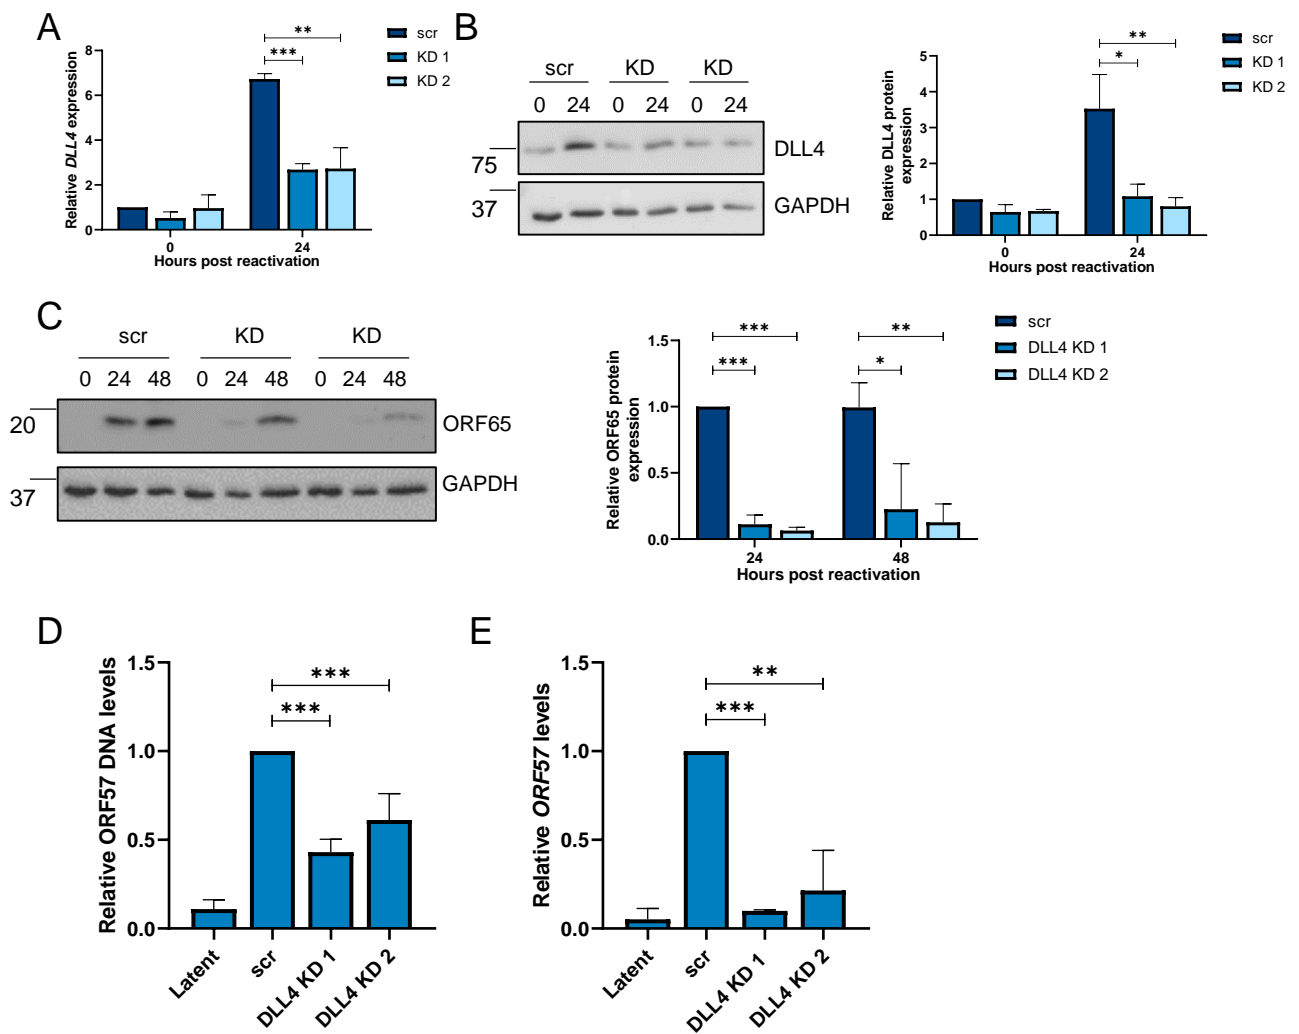 A
Relative DLL4 expression
8
6
4
2
0
**
***
0
24
Hours post reactivation
scr
KD 1
KD 2
B
scr
KD
KD
0
24
0
24
0
24
75
DLL4
37
GAPDH
Relative DLL4 protein
expression
5
4
3
2
1
0
**
*
0
24
Hours post reactivation
scr
KD 1
KD 2
C
scr
KD
KD
0
24
48
0
24
48
0
24
48
20
ORF65
37
GAPDH
Relative ORF65 protein
expression
1.5
1.0
0.5
0.0
***
***
**
*
24
48
Hours post reactivation
scr
DLL4 KD 1
DLL4 KD 2
D
Relative ORF57 DNA levels
1.5
1.0
0.5
0.0
***
***
Latent
scr
DLL4 KD 1
DLL4 KD 2
E
Relative ORF57 levels
1.5
1.0
0.5
0.0
**
***
Latent
scr
DLL4 KD 1
DLL4 KD 2